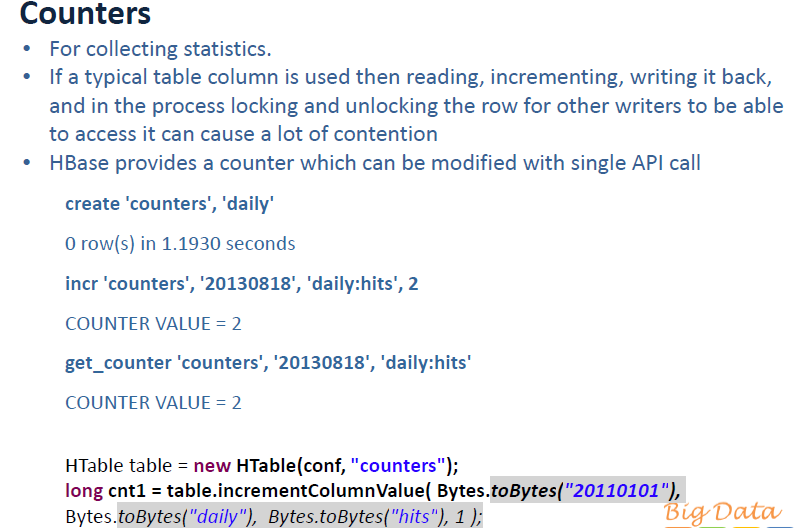 Counters
• For collecting statistics.
• If a typical table column is used then reading, incrementing, writing it back,
and in the process locking and unlocking the row for other writers to be able
to access it can cause a lot of contention
• HBase provides a counter which can be modified with single API call
create 'counters', 'daily'
0 row(s) in 1.1930 seconds
incr 'counters', '20130818', 'daily:hits', 2
COUNTER VALUE = 2
get_counter 'counters', '20130818', 'daily:hits'
COUNTER VALUE = 2
HTable table = new HTable(conf, "counters");
long cnt1 = table.incrementColumnValue( Bytes.toBytes("20110101"),
Bytes.toBytes("daily"), Bytes.toBytes("hits"), 1 );
Big Data